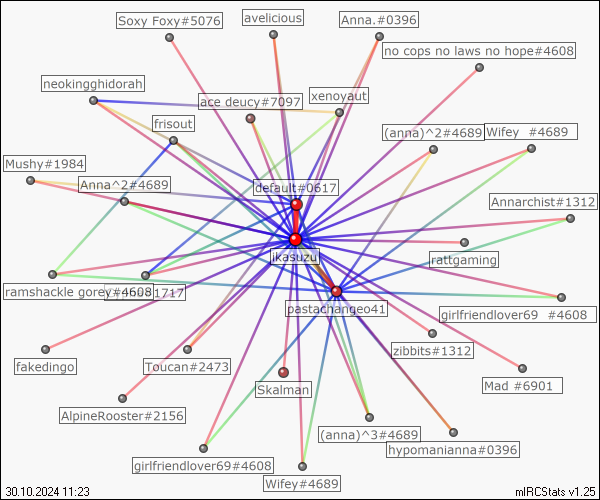 Soxy Foxy#5076
avelicious
Anna.#0396
no cops no laws no hope#4608
neokingghidorah
ace deucy#7097
xenoyaut
frisout
(anna)^2#4689
Wifey #4689
Mushy#1984
Anna^2#4689
default#0617
Annarchist#1312
likasuzu
rattgaming
ramshackle gorey#4608
1717
pastachangeo41
girlfriendlover69 #4608
fakedingo
Toucan#2473
zibbits#1312
Skalman
Mad #6901
AlpineRooster#2156
(anna)^3#4689
hypomanianna#0396
girlfriendlover69#4608
Wifey#4689
30.10.2024 11:23
mIRCStats v1.25